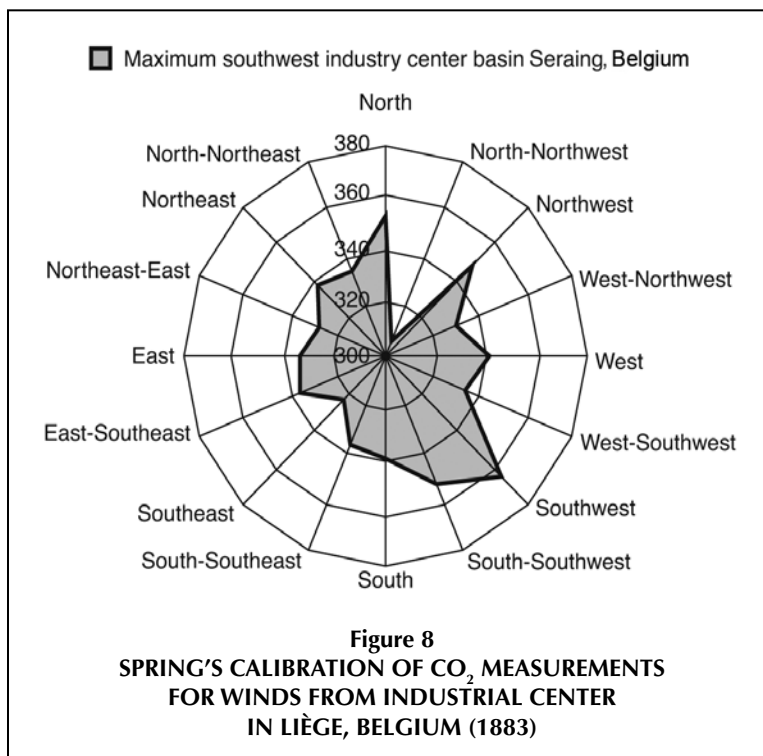 Maximum southwest industry center basin Seraing, Belgium
North
380
North-Northeast
North-Northwest
360
Northeast
Northwest
340
Northeast-East
West-Northwest
320
East
300
West
East-Southeast
West-Southwest
Southeast
Southwest
South-Southeast
South-Southwest
South
Figure 8
SPRING'S CALIBRATION OF CO₂ MEASUREMENTS
FOR WINDS FROM INDUSTRIAL CENTER
IN LIÈGE, BELGIUM (1883)